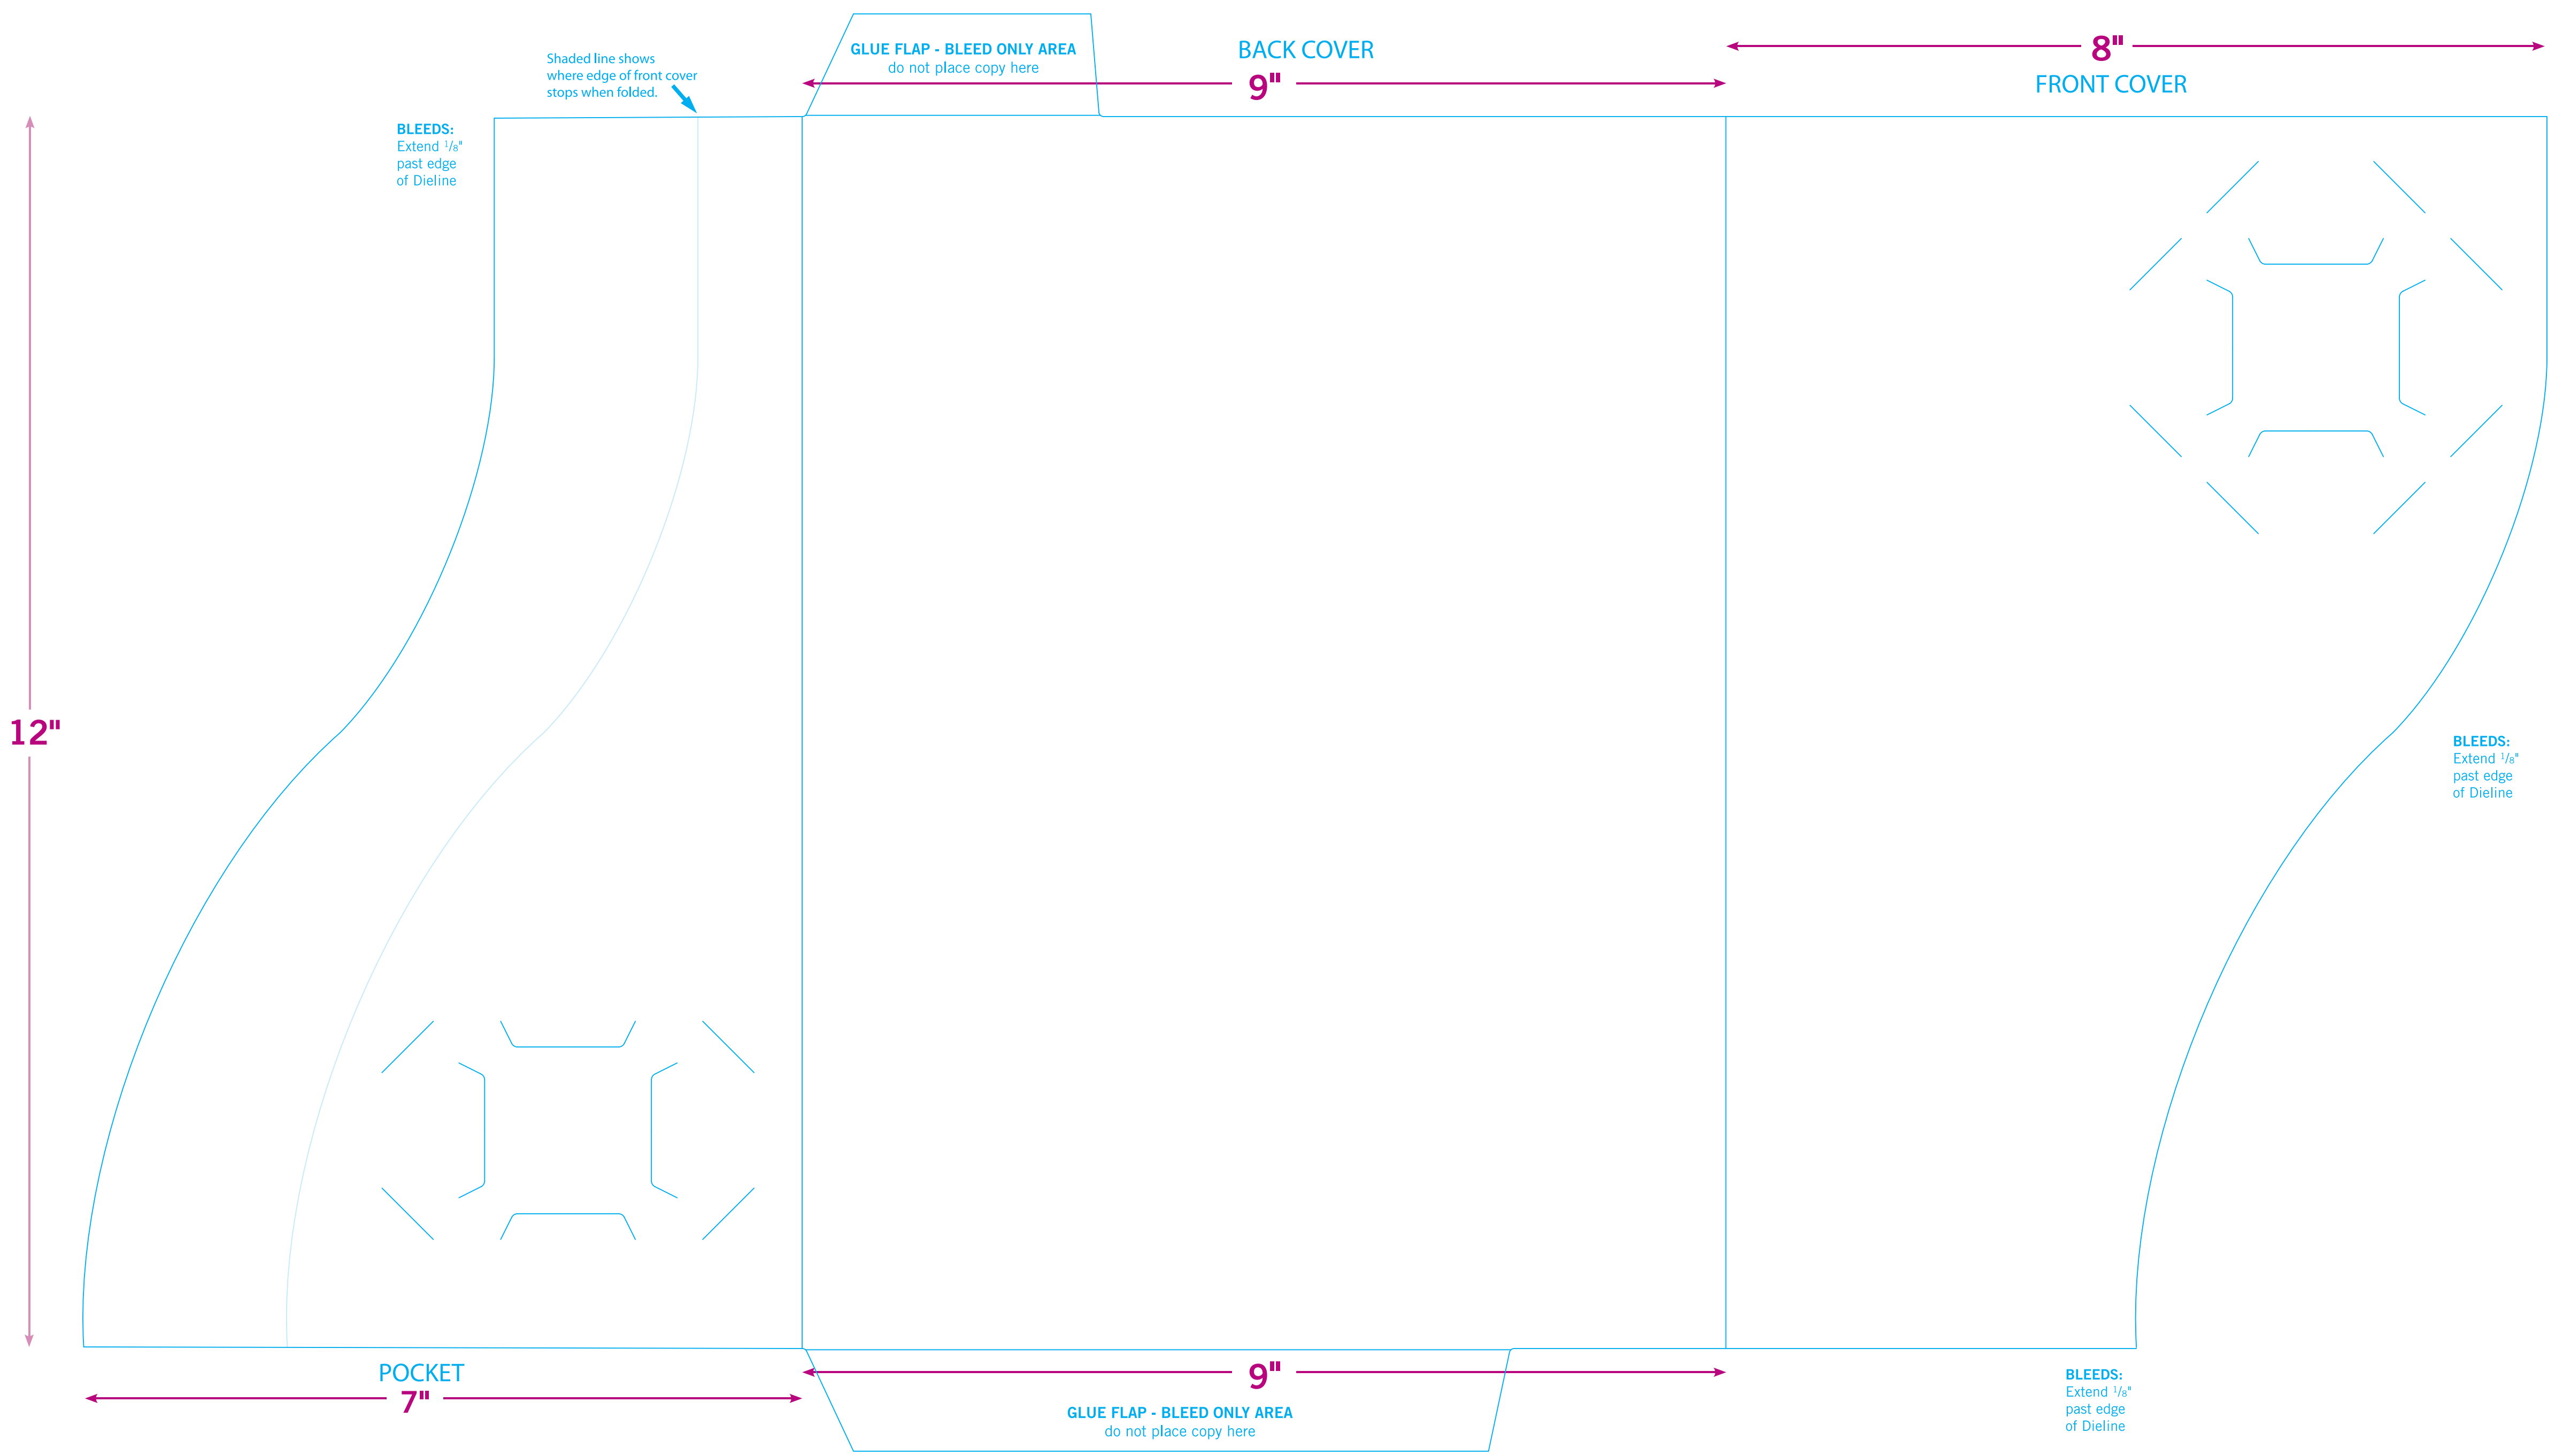 GLUE FLAP - BLEED ONLY AREA
do not place copy here
BACK COVER
9"
8"
FRONT COVER
Shaded line shows
where edge of front cover
stops when folded.
BLEEDS:
Extend 1/8"
past edge
of Dieline
12"
BLEEDS:
Extend 1/8"
past edge
of Dieline
POCKET
7"
9"
GLUE FLAP - BLEED ONLY AREA
do not place copy here
BLEEDS:
Extend 1/8"
past edge
of Dieline